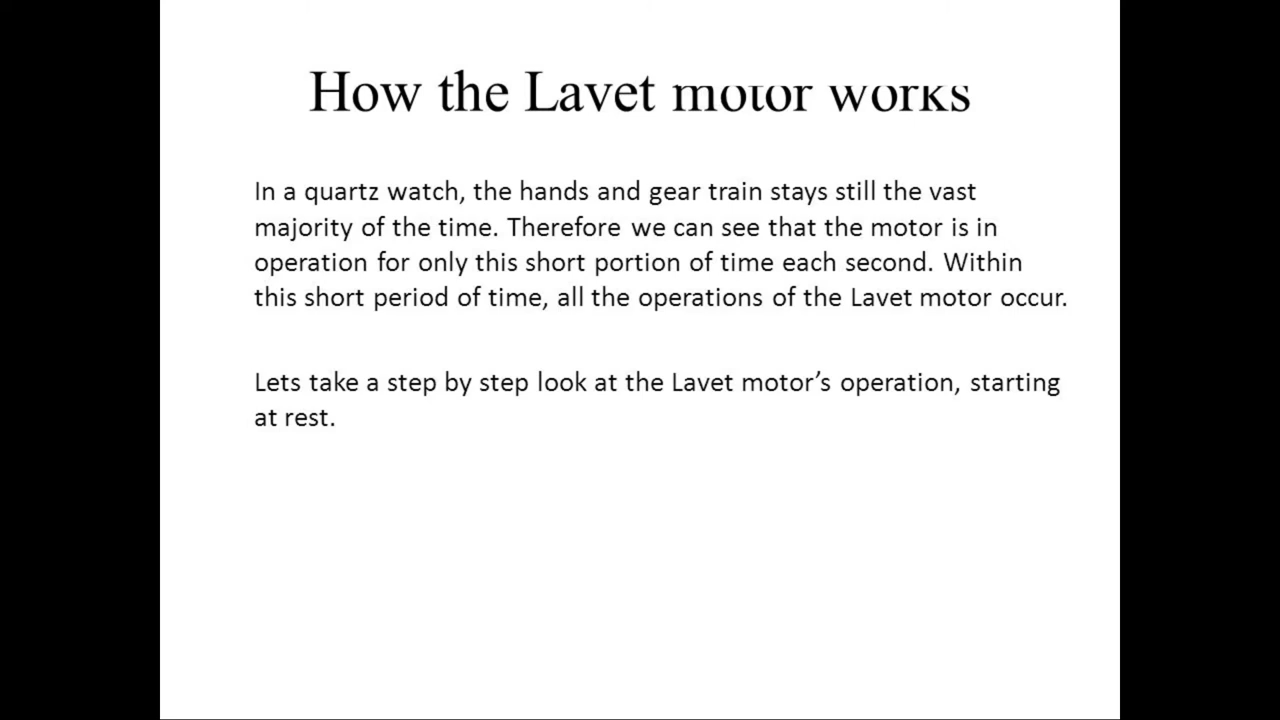 How the Lavet motor works
In a quartz watch, the hands and gear train stays still the vast
majority of the time. Therefore we can see that the motor is in
operation for only this short portion of time each second. Within
this short period of time, all the operations of the Lavet motor occur.
Lets take a step by step look at the Lavet motor’s operation, starting
at rest.